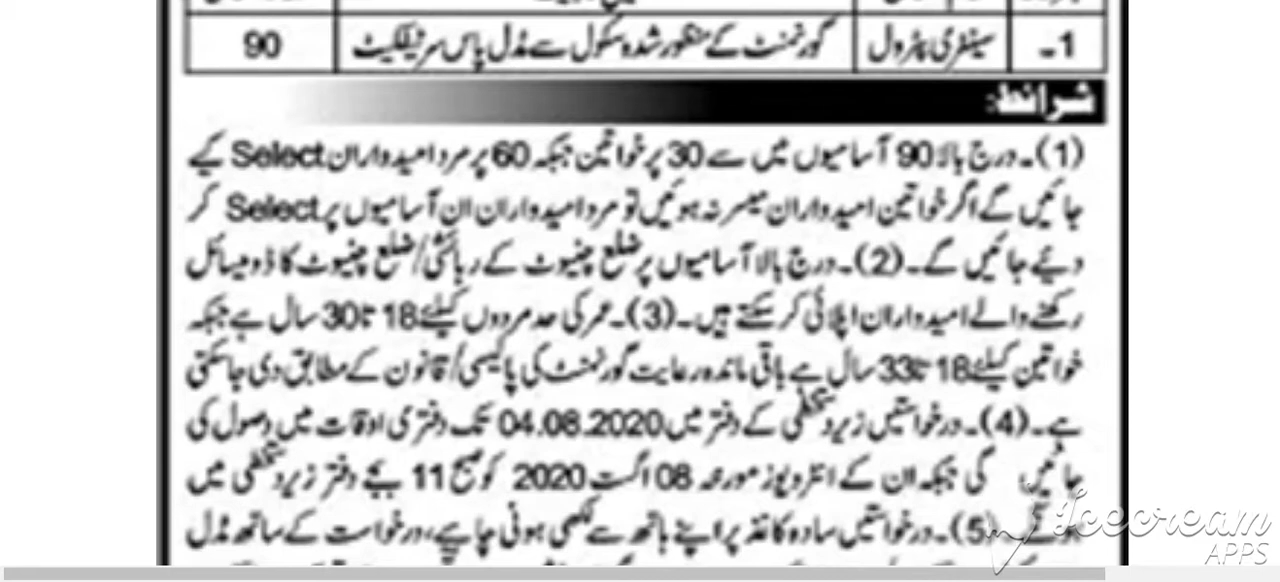 1۔ سینٹری پٹرول گورنمنٹ کے منظور شدہ سکول سے مڈل پاس سرٹیفکیٹ 90
شرائط:
(1)۔ درج بالا 90 آسامیوں میں سے 30 پر خواتین جبکہ 60 پر مرد امیدواران Select کیے
جائیں گے اگر خواتین امیدواران میسر نہ ہوئیں تو مرد امیدواران ان آسامیوں پر Select کر
دیئے جائیں گے۔ (2)۔ درج بالا آسامیوں پر ضلع چنیوٹ کے رہائشی/ضلع چنیوٹ کا ڈومیسائل
رکھنے والے امیدواران اپلائی کر سکتے ہیں۔ (3)۔ عمر کی حد مردوں کیلئے 18 تا 30 سال ہے جبکہ
خواتین کیلئے 18 تا 33 سال ہے باقی ماندہ رعایت گورنمنٹ کی پالیسی/قانون کے مطابق دی جا سکتی
ہے۔ (4)۔ درخواستیں زیر دستخطی کے دفتر میں 04.08.2020 تک دفتری اوقات میں وصول کی
جائیں گی جبکہ ان کے انٹرویوز مورخہ 08 اگست 2020 کو صبح 11 بجے دفتر زیر دستخطی میں
ہونگے۔ (5)۔ درخواستیں سادہ کاغذ پر اپنے ہاتھ سے لکھی ہونی چاہیے، درخواست کے ساتھ مڈل
Icecream
APPS